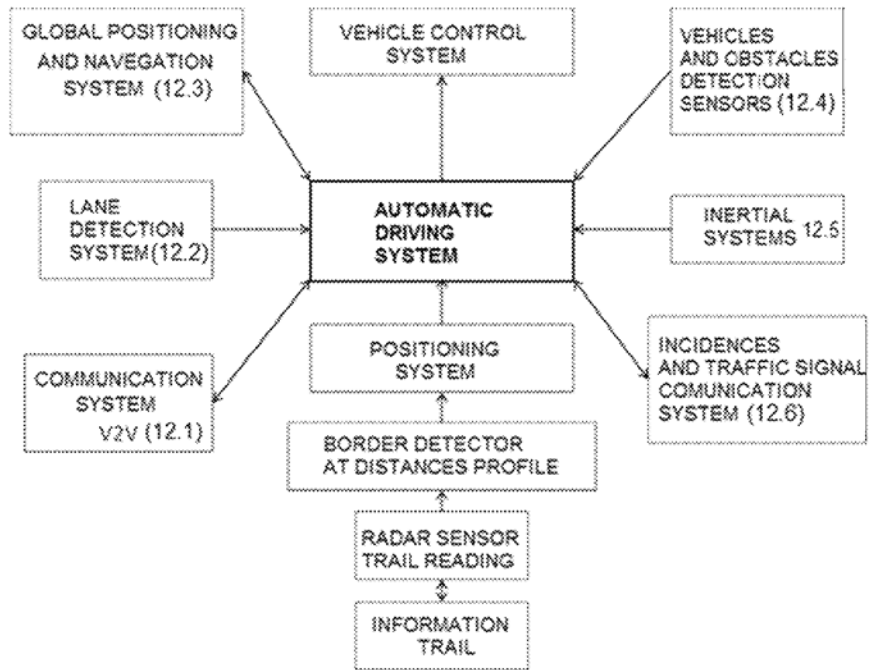 GLOBAL POSITIONING
AND NAVEGATION
SYSTEM (12.3)
VEHICLE CONTROL
SYSTEM
VEHICLES
AND OBSTACLES
DETECTION
SENSORS (12.4)
LANE
DETECTION
SYSTEM(12.2)
AUTOMATIC
DRIVING
SYSTEM
INERTIAL
SYSTEMS 12.5
COMMUNICATION
SYSTEM
V2V (12.1)
POSITIONING
SYSTEM
INCIDENCES
AND TRAFFIC SIGNAL
COMUNICATION
SYSTEM (12.6)
BORDER DETECTOR
AT DISTANCES PROFILE
RADAR SENSOR
TRAIL READING
INFORMATION
TRAIL